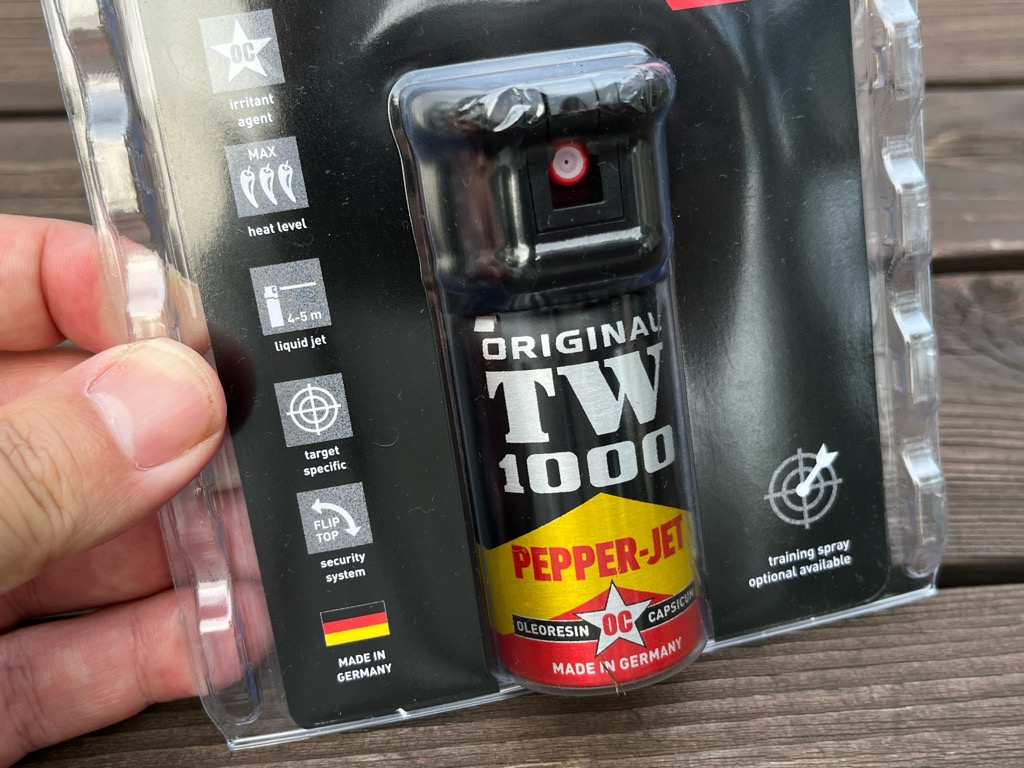 OC
irritant
agent
MAX
heat level
4-5 m
liquid jet
target
specific
FLIP
TOP
security
system
MADE IN
GERMANY
ORIGINAL
TW
1000
PEPPER-JET
OLEORESIN OC CAPSICUM
MADE IN GERMANY
training spray
optional available